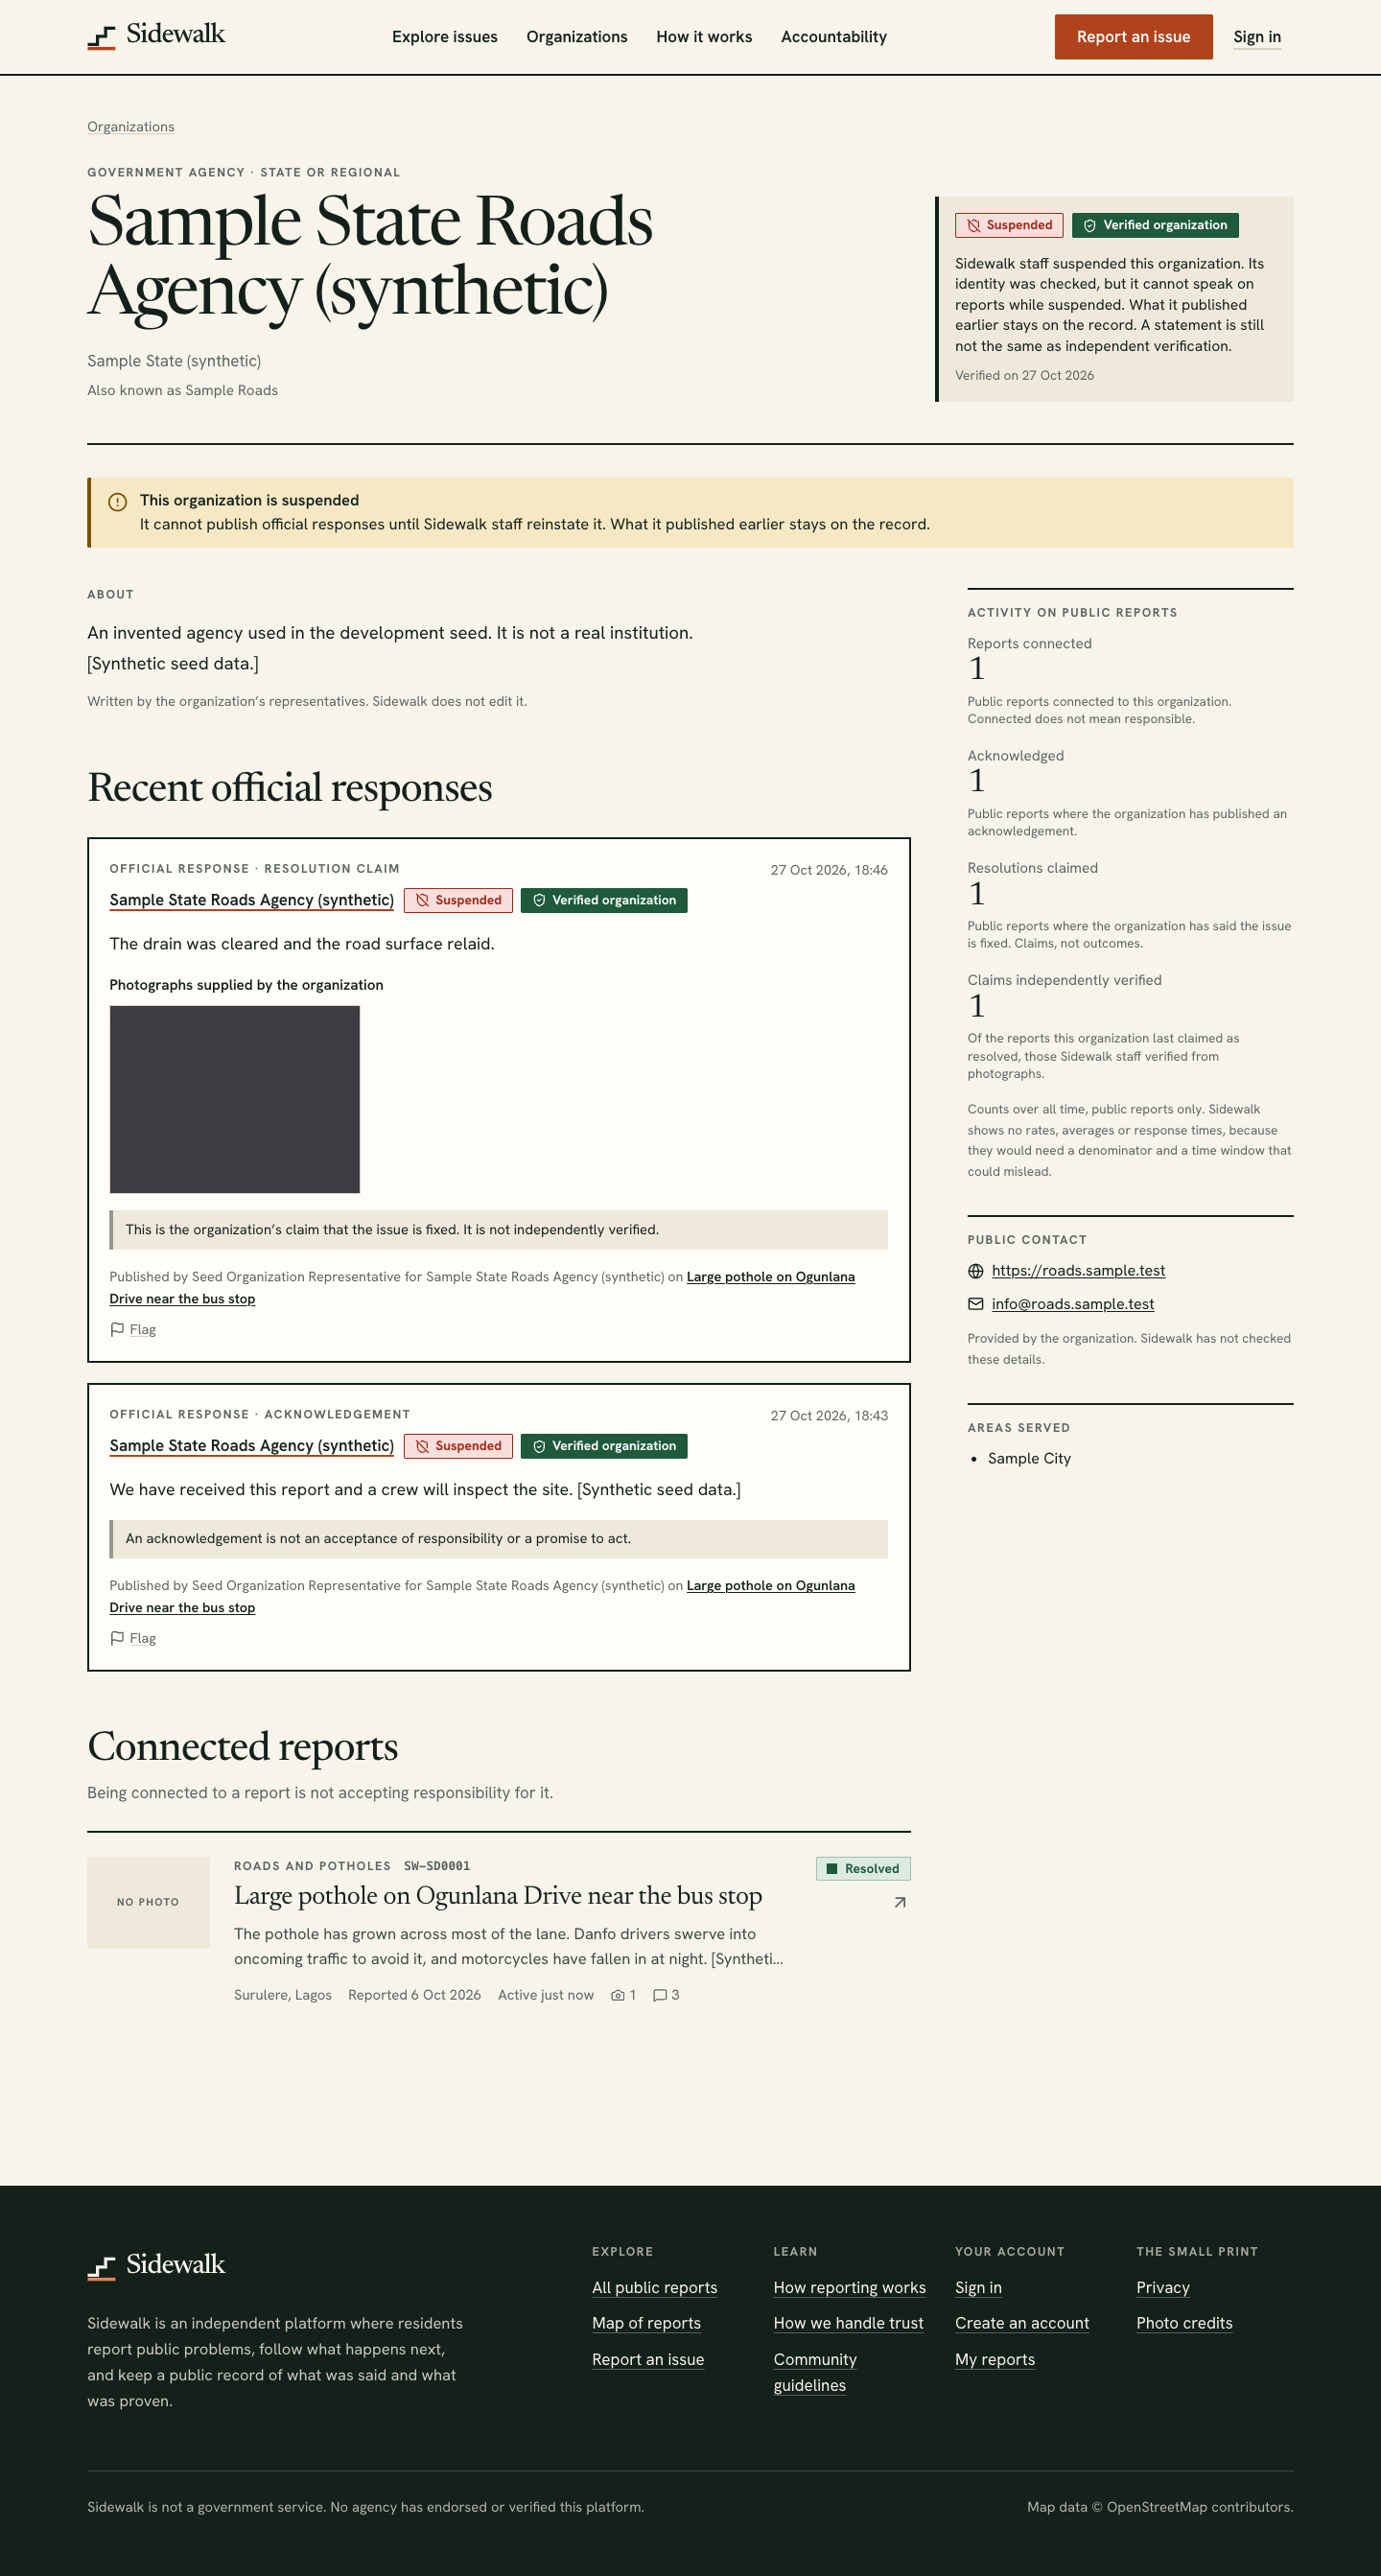 Sidewalk
Explore issues
Organizations
How it works
Accountability
Report an issue
Sign in
Organizations
GOVERNMENT AGENCY · STATE OR REGIONAL
Sample State Roads
Agency (synthetic)
Sample State (synthetic)
Also known as Sample Roads
Suspended
Verified organization
Sidewalk staff suspended this organization. Its
identity was checked, but it cannot speak on
reports while suspended. What it published
earlier stays on the record. A statement is still
not the same as independent verification.
Verified on 27 Oct 2026
This organization is suspended
It cannot publish official responses until Sidewalk staff reinstate it. What it published earlier stays on the record.
ABOUT
An invented agency used in the development seed. It is not a real institution.
[Synthetic seed data.]
Written by the organization’s representatives. Sidewalk does not edit it.
Recent official responses
OFFICIAL RESPONSE · RESOLUTION CLAIM
27 Oct 2026, 18:46
Sample State Roads Agency (synthetic)
Suspended
Verified organization
The drain was cleared and the road surface relaid.
Photographs supplied by the organization
This is the organization’s claim that the issue is fixed. It is not independently verified.
Published by Seed Organization Representative for Sample State Roads Agency (synthetic) on Large pothole on Ogunlana
Drive near the bus stop
Flag
OFFICIAL RESPONSE · ACKNOWLEDGEMENT
27 Oct 2026, 18:43
Sample State Roads Agency (synthetic)
Suspended
Verified organization
We have received this report and a crew will inspect the site. [Synthetic seed data.]
An acknowledgement is not an acceptance of responsibility or a promise to act.
Published by Seed Organization Representative for Sample State Roads Agency (synthetic) on Large pothole on Ogunlana
Drive near the bus stop
Flag
Connected reports
Being connected to a report is not accepting responsibility for it.
NO PHOTO
ROADS AND POTHOLES SW-SD0001
Resolved
Large pothole on Ogunlana Drive near the bus stop
The pothole has grown across most of the lane. Danfo drivers swerve into
oncoming traffic to avoid it, and motorcycles have fallen in at night. [Syntheti…
Surulere, Lagos
Reported 6 Oct 2026
Active just now
1
3
ACTIVITY ON PUBLIC REPORTS
Reports connected
1
Public reports connected to this organization.
Connected does not mean responsible.
Acknowledged
1
Public reports where the organization has published an
acknowledgement.
Resolutions claimed
1
Public reports where the organization has said the issue
is fixed. Claims, not outcomes.
Claims independently verified
1
Of the reports this organization last claimed as
resolved, those Sidewalk staff verified from
photographs.
Counts over all time, public reports only. Sidewalk
shows no rates, averages or response times, because
they would need a denominator and a time window that
could mislead.
PUBLIC CONTACT
https://roads.sample.test
info@roads.sample.test
Provided by the organization. Sidewalk has not checked
these details.
AREAS SERVED
• Sample City
Sidewalk
Sidewalk is an independent platform where residents
report public problems, follow what happens next,
and keep a public record of what was said and what
was proven.
EXPLORE
All public reports
Map of reports
Report an issue
LEARN
How reporting works
How we handle trust
Community
guidelines
YOUR ACCOUNT
Sign in
Create an account
My reports
THE SMALL PRINT
Privacy
Photo credits
Sidewalk is not a government service. No agency has endorsed or verified this platform.
Map data © OpenStreetMap contributors.